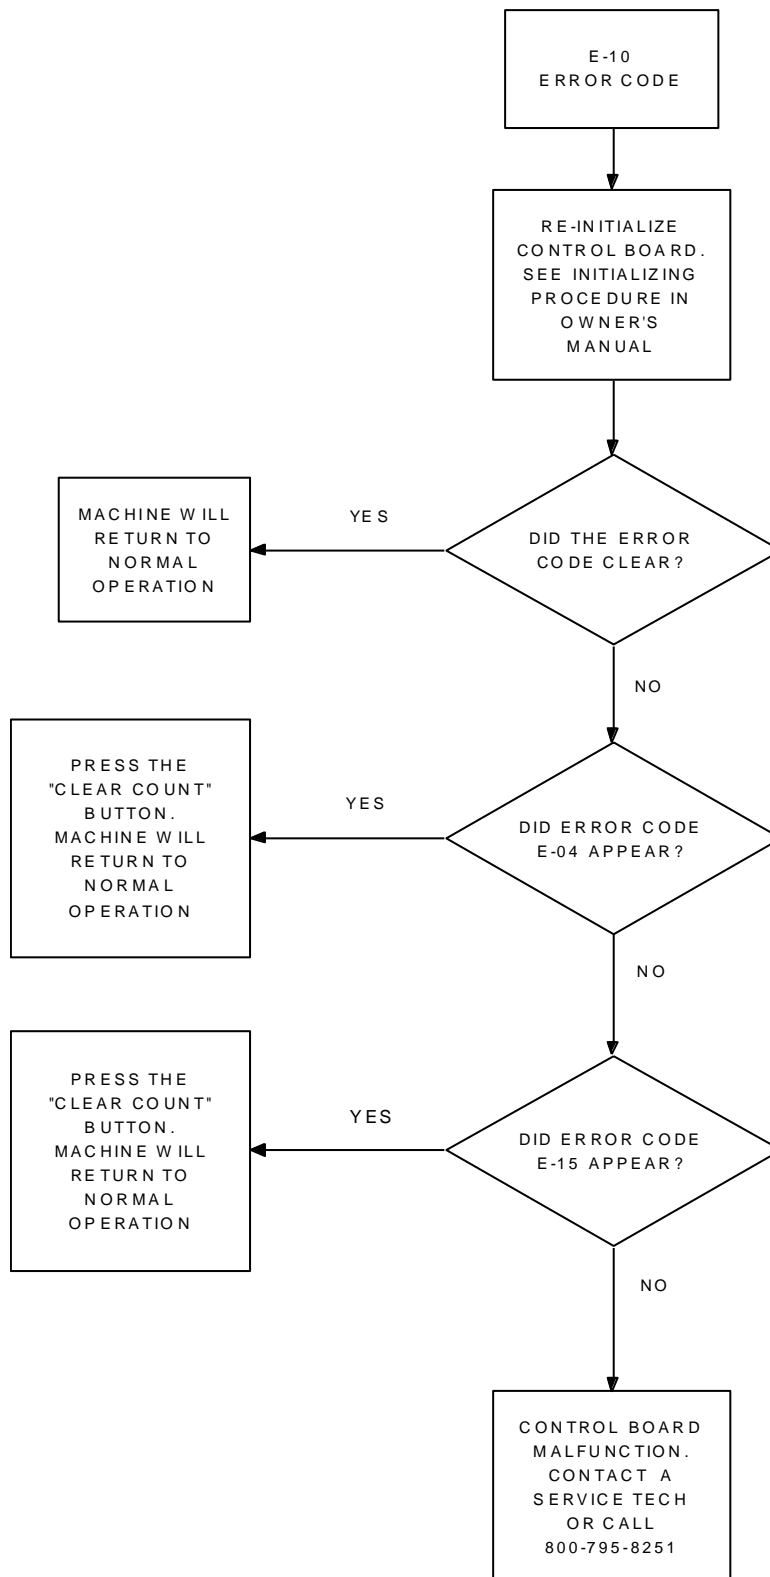 E-10
ERROR CODE
RE-INITIALIZE
CONTROL BOARD.
SEE INITIALIZING
PROCEDURE IN
OWNER'S
MANUAL
DID THE ERROR
CODE CLEAR?
YES
MACHINE WILL
RETURN TO
NORMAL
OPERATION
NO
DID ERROR CODE
E-04 APPEAR?
YES
PRESS THE
"CLEAR COUNT"
BUTTON.
MACHINE WILL
RETURN TO
NORMAL
OPERATION
NO
DID ERROR CODE
E-15 APPEAR?
YES
PRESS THE
"CLEAR COUNT"
BUTTON.
MACHINE WILL
RETURN TO
NORMAL
OPERATION
NO
CONTROL BOARD
MALFUNCTION.
CONTACT A
SERVICE TECH
OR CALL
800-795-8251